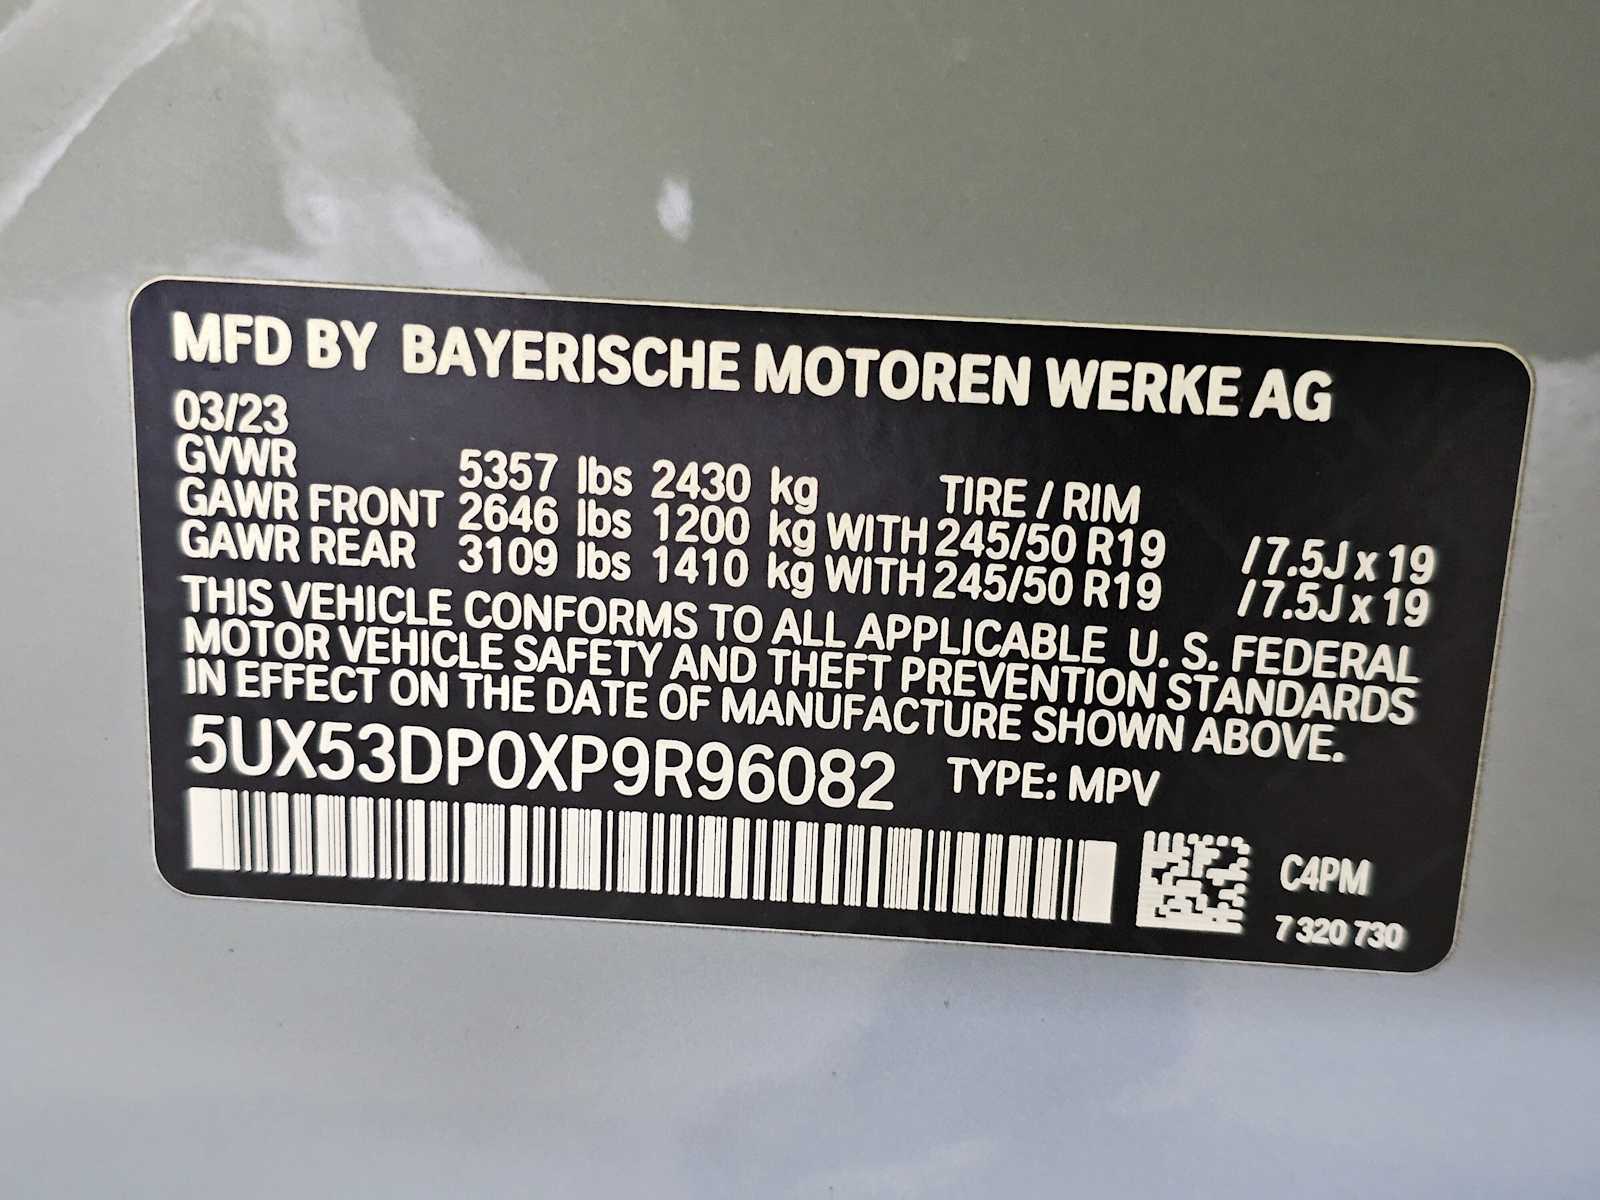 MFD BY BAYERISCHE MOTOREN WERKE AG
03/23
GVWR 5357 lbs 2430 kg TIRE / RIM
GAWR FRONT 2646 lbs 1200 kg WITH 245/50 R19 /7.5J x 19
GAWR REAR 3109 lbs 1410 kg WITH 245/50 R19 /7.5J x 19
THIS VEHICLE CONFORMS TO ALL APPLICABLE U. S. FEDERAL
MOTOR VEHICLE SAFETY AND THEFT PREVENTION STANDARDS
IN EFFECT ON THE DATE OF MANUFACTURE SHOWN ABOVE.
5UX53DP0XP9R96082 TYPE: MPV
C4PM
7 320 730